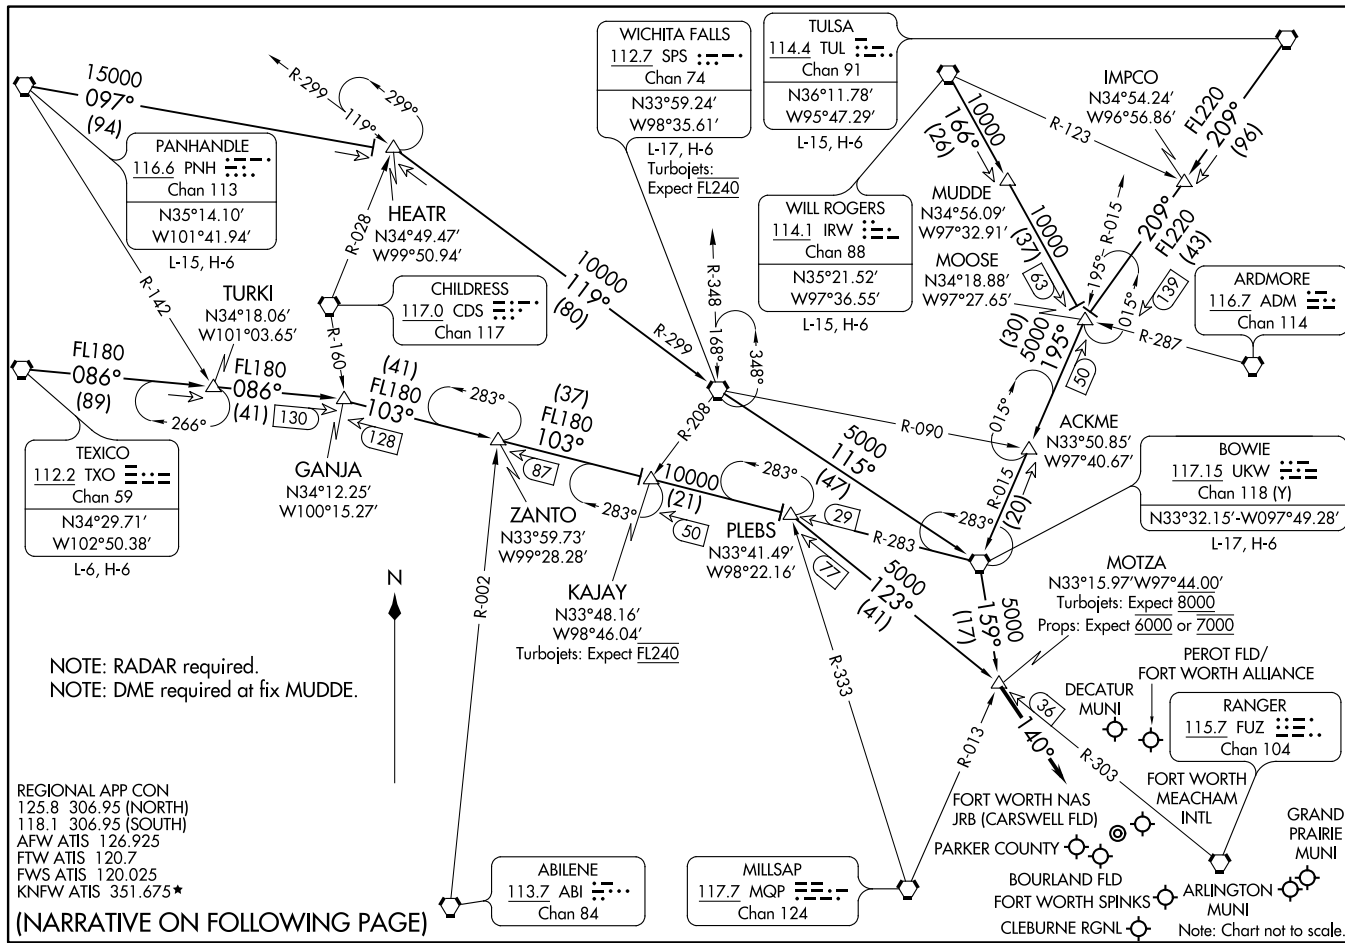 15000
097°
(94)
PANHANDLE
116.6 PNH
Chan 113
N35°14.10'
W101°41.94'
L-15, H-6
R-299
119°
299°
HEATR
N34°49.47'
W99°50.94'
R-028
R-142
TURKI
N34°18.06'
W101°03.65'
CHILDRESS
117.0 CDS
Chan 117
R-160
10000
119°
(80)
R-299
WICHITA FALLS
112.7 SPS
Chan 74
N33°59.24'
W98°35.61'
L-17, H-6
Turbojets:
Expect FL240
R-348
168°
348°
TULSA
114.4 TUL
Chan 91
N36°11.78'
W95°47.29'
L-15, H-6
WILL ROGERS
114.1 IRW
Chan 88
N35°21.52'
W97°36.55'
L-15, H-6
10000
166°
(26)
R-123
IMPCO
N34°54.24'
W96°56.86'
FL220
209°
(96)
MUDDE
N34°56.09'
W97°32.91'
10000
(37)
63
MOOSE
N34°18.88'
W97°27.65'
195°
R-015
209°
FL220
(43)
139
015°
ARDMORE
116.7 ADM
Chan 114
R-287
(30)
5000
195°
50
015°
ACKME
N33°50.85'
W97°40.67'
R-090
R-015
(20)
BOWIE
117.15 UKW
Chan 118 (Y)
N33°32.15'-W097°49.28'
L-17, H-6
FL180
086°
(89)
266°
FL180
086°
(41)
130
TEXICO
112.2 TXO
Chan 59
N34°29.71'
W102°50.38'
L-6, H-6
(41)
FL180
103°
128
GANJA
N34°12.25'
W100°15.27'
283°
(37)
FL180
103°
87
ZANTO
N33°59.73'
W99°28.28'
R-208
283°
10000
(21)
50
KAJAY
N33°48.16'
W98°46.04'
Turbojets: Expect FL240
283°
PLEBS
N33°41.49'
W98°22.16'
5000
115°
(47)
29
R-283
283°
77
5000
123°
(41)
5000
159°
(17)
MOTZA
N33°15.97'W97°44.00'
Turbojets: Expect 8000
Props: Expect 6000 or 7000
R-002
R-333
R-013
N
NOTE: RADAR required.
NOTE: DME required at fix MUDDE.
140°
36
R-303
DECATUR
MUNI
PEROT FLD/
FORT WORTH ALLIANCE
RANGER
115.7 FUZ
Chan 104
FORT WORTH
MEACHAM
INTL
FORT WORTH NAS
JRB (CARSWELL FLD)
PARKER COUNTY
BOURLAND FLD
FORT WORTH SPINKS
CLEBURNE RGNL
ARLINGTON
MUNI
GRAND
PRAIRIE
MUNI
Note: Chart not to scale.
REGIONAL APP CON
125.8 306.95 (NORTH)
118.1 306.95 (SOUTH)
AFW ATIS 126.925
FTW ATIS 120.7
FWS ATIS 120.025
KNFW ATIS 351.675★
ABILENE
113.7 ABI
Chan 84
MILLSAP
117.7 MQP
Chan 124
(NARRATIVE ON FOLLOWING PAGE)